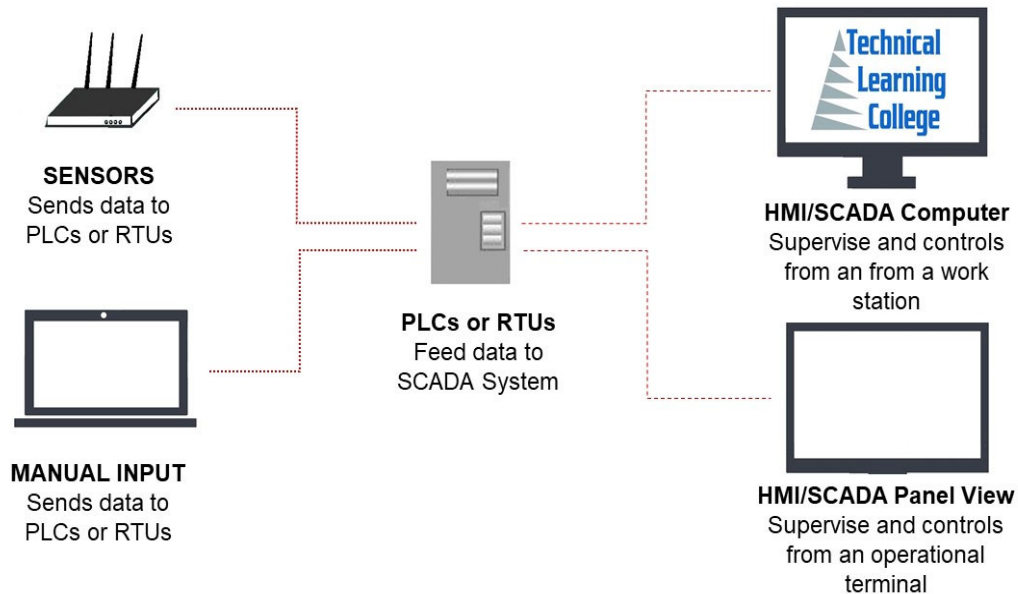 SENSORS
Sends data to
PLCs or RTUs
MANUAL INPUT
Sends data to
PLCs or RTUs
PLCs or RTUs
Feed data to
SCADA System
Technical
Learning
College
HMI/SCADA Computer
Supervise and controls
from an from a work
station
HMI/SCADA Panel View
Supervise and controls
from an operational
terminal